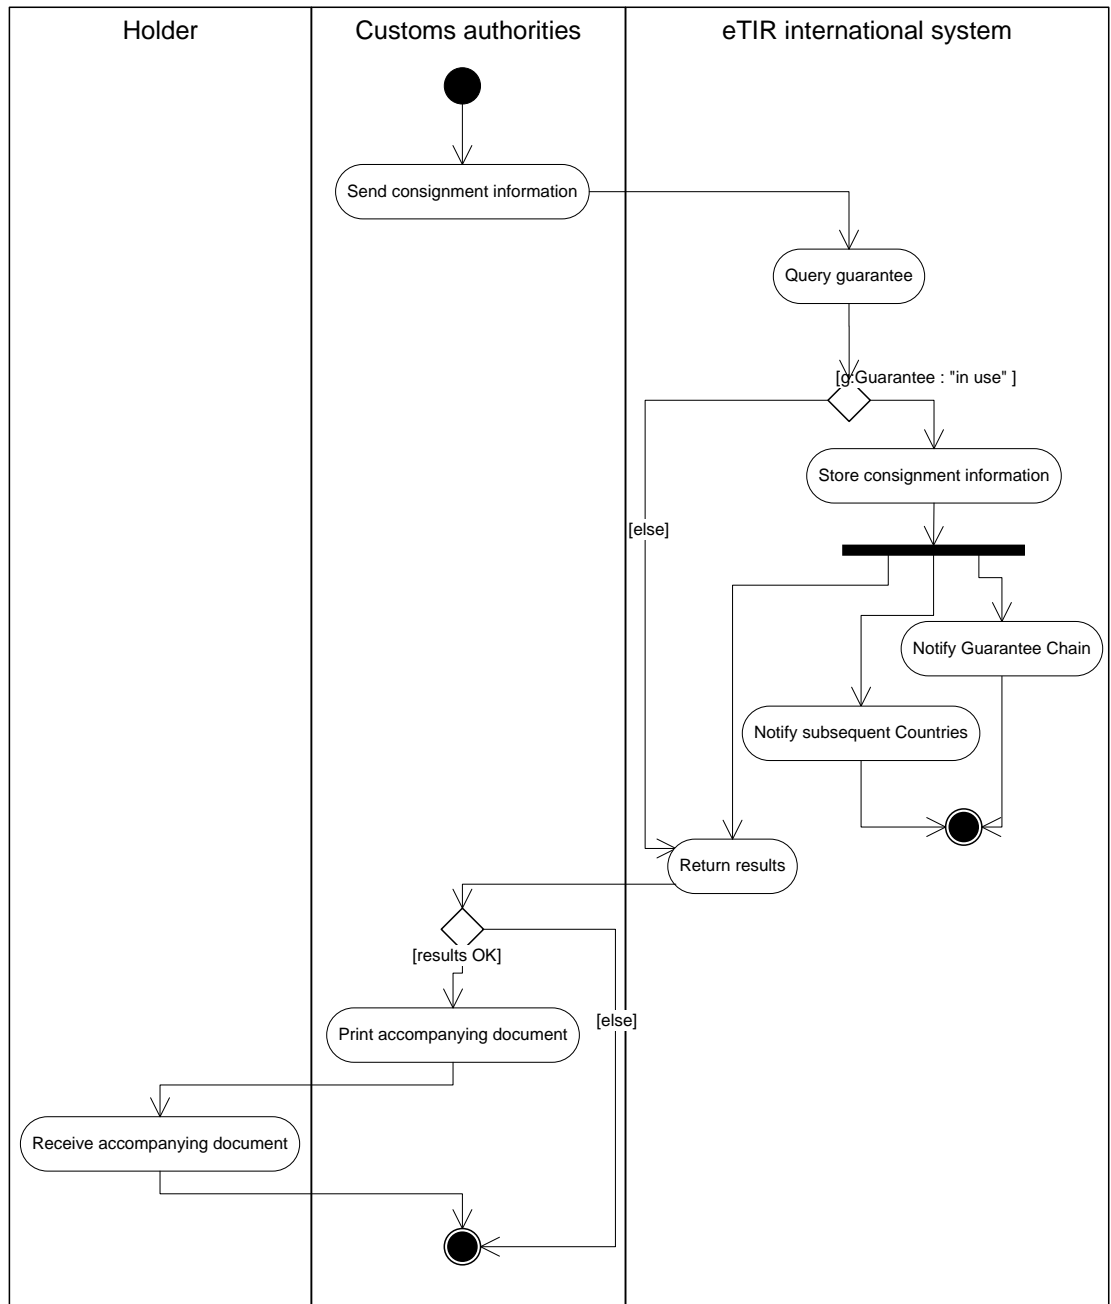 Holder
Customs authorities
eTIR international system
Send consignment information
Query guarantee
[g:Guarantee : "in use" ]
Store consignment information
[else]
Notify Guarantee Chain
Notify subsequent Countries
Return results
[results OK]
[else]
Print accompanying document
Receive accompanying document